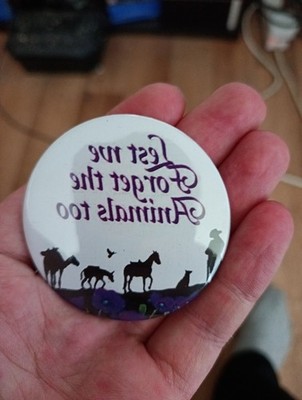 Lest we
Forget the
Animals too